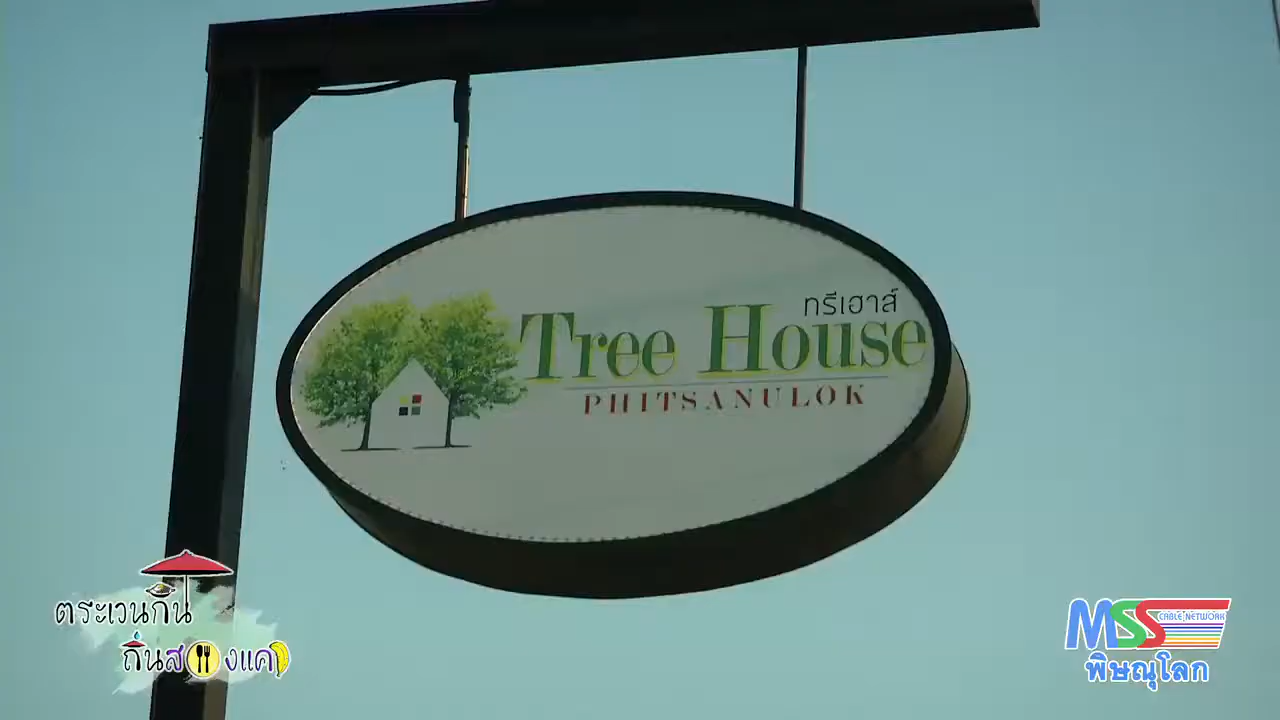 ทรีเฮาส์
Tree House
PHITSANULOK
ตระเวนกิน
ถิ่นสองแคว
MSS
CABLE NETWORK
พิษณุโลก